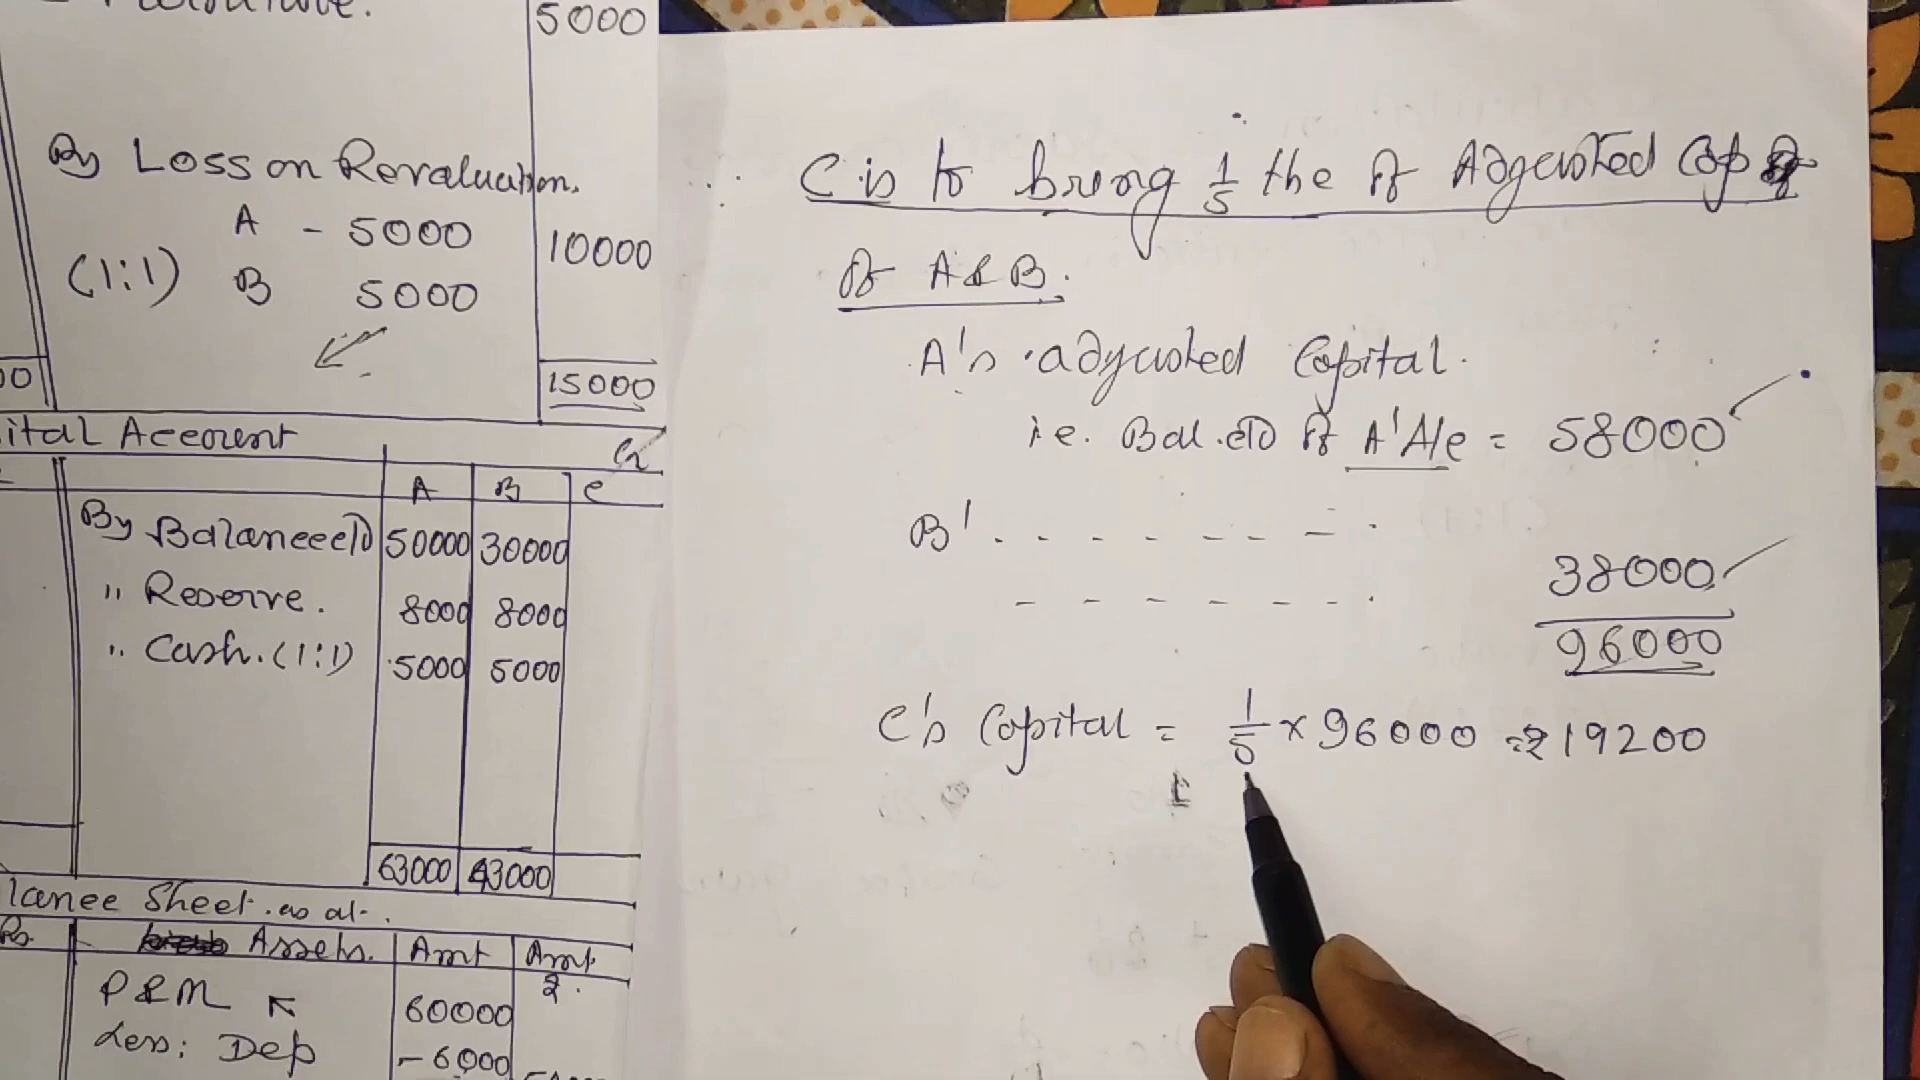 5000
By Loss on Revaluation.
A - 5000
10000
(1:1) B 5000
00
15000
ital Account
Cr
A B C
By Balance c/d 50000 30000
" Reserve. 8000 8000
" Cash. (1:1) 5000 5000
63000 43000
lance Sheet. as at-.
Rs. Assets. Amt Amt ₹.
P&M 60000
Less: Dep - 6000
C is to bring 1/5 the of Adjusted Cap
of A & B.
A's adjusted Capital.
i.e. Bal. c/d of A' A/c = 58000
B' . - - - - - - .
38000
- - - - - - .
96000
C's Capital = 1/5 × 96000 = ₹ 19200